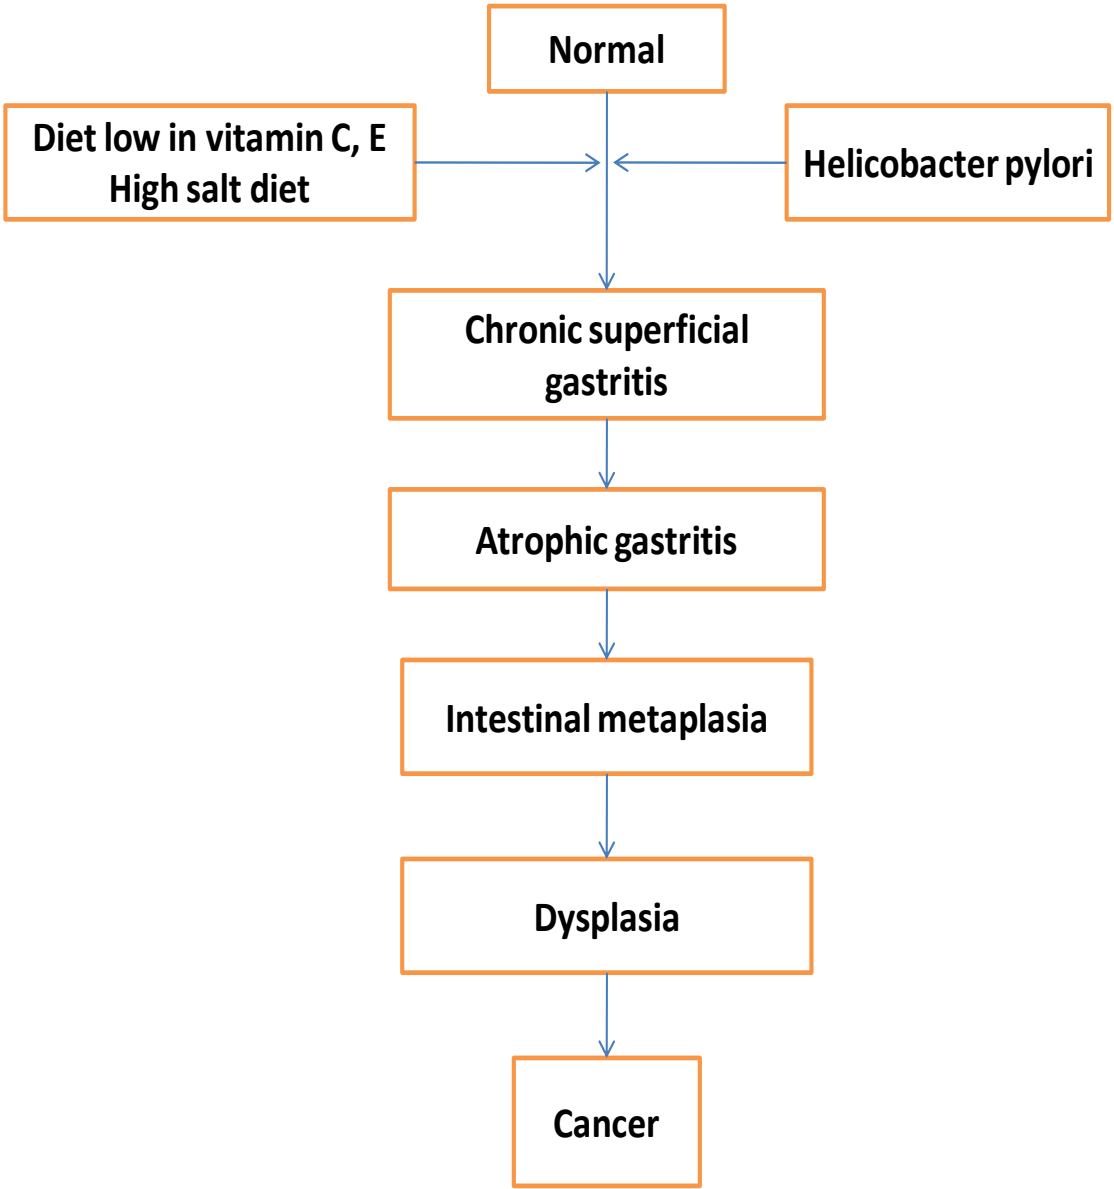 Normal
Diet low in vitamin C, E
High salt diet
Helicobacter pylori
Chronic superficial
gastritis
Atrophic gastritis
Intestinal metaplasia
Dysplasia
Cancer